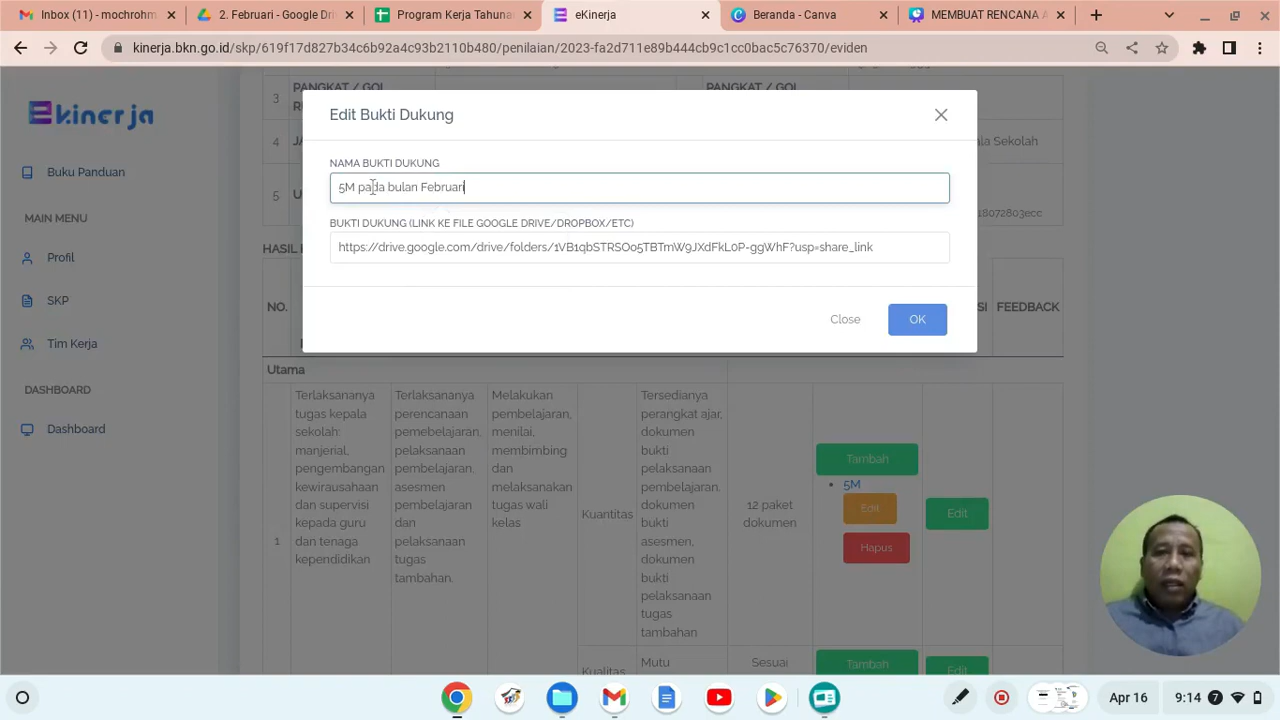 Inbox (11) - mochrohm
2. Februari - Google Dri
Program Kerja Tahuna
eKinerja
Beranda - Canva
MEMBUAT RENCANA A
kinerja.bkn.go.id/skp/619f17d827b34c6b92a4c93b2110b480/penilaian/2023-fa2d711e89b444cb9c1cc0bac5c76370/eviden
Ekinerja
Buku Panduan
MAIN MENU
Profil
SKP
Tim Kerja
DASHBOARD
Dashboard
3
PANGKAT / GOL
PANGKAT / GOL
4
JA
ala Sekolah
5
U
18072803ecc
HASIL
Edit Bukti Dukung
NAMA BUKTI DUKUNG
5M pada bulan Februari
BUKTI DUKUNG (LINK KE FILE GOOGLE DRIVE/DROPBOX/ETC)
https://drive.google.com/drive/folders/1VB1qbSTRSOo5TBTmW9JXdFkL0P-ggWhF?usp=share_link
Close
OK
NO.
SI
FEEDBACK
Utama
1
Terlaksananya
tugas kepala
sekolah:
manjerial,
pengembangan
kewirausahaan
dan supervisi
kepada guru
dan tenaga
kependidikan
Terlaksananya
perencanaan
pemebelajaran,
pelaksanaan
pembelajaran,
asesmen
pembelajaran
dan
pelaksanaan
tugas
tambahan.
Melakukan
pembelajaran,
menilai,
membimbing
dan
melaksanakan
tugas wali
kelas
Kuantitas
Tersedianya
perangkat ajar,
dokumen
bukti
pelaksanaan
pembelajaran.
dokumen
bukti
asesmen,
dokumen
bukti
pelaksanaan
tugas
tambahan
12 paket
dokumen
Tambah
5M
Edit
Hapus
Edit
Kualitas
Mutu
Sesuai
Tambah
Edit
Apr 16
9:14
7